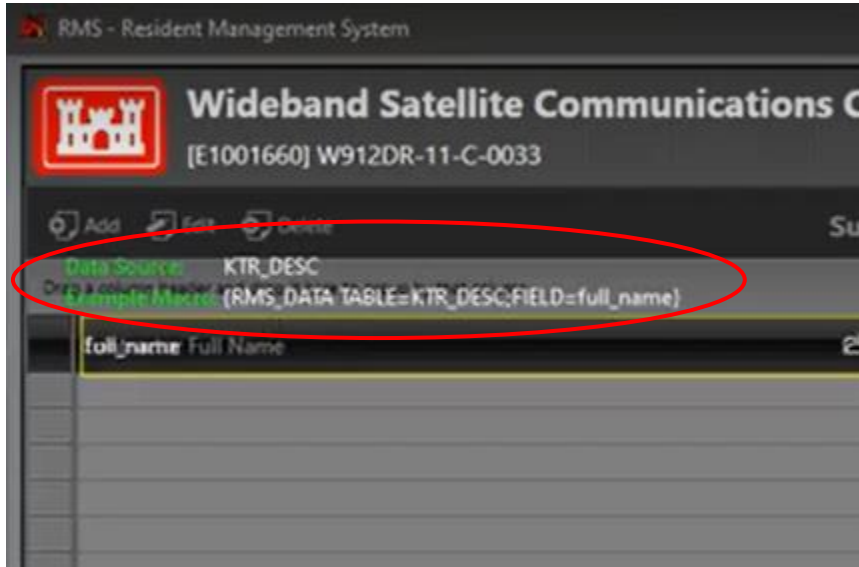 RMS - Resident Management System
Wideband Satellite Communications C
[E1001660] W912DR-11-C-0033
Add Edit Delete Su
Data Source: KTR_DESC
Example Macro: {RMS_DATA TABLE=KTR_DESC;FIELD=full_name}
full_name Full Name